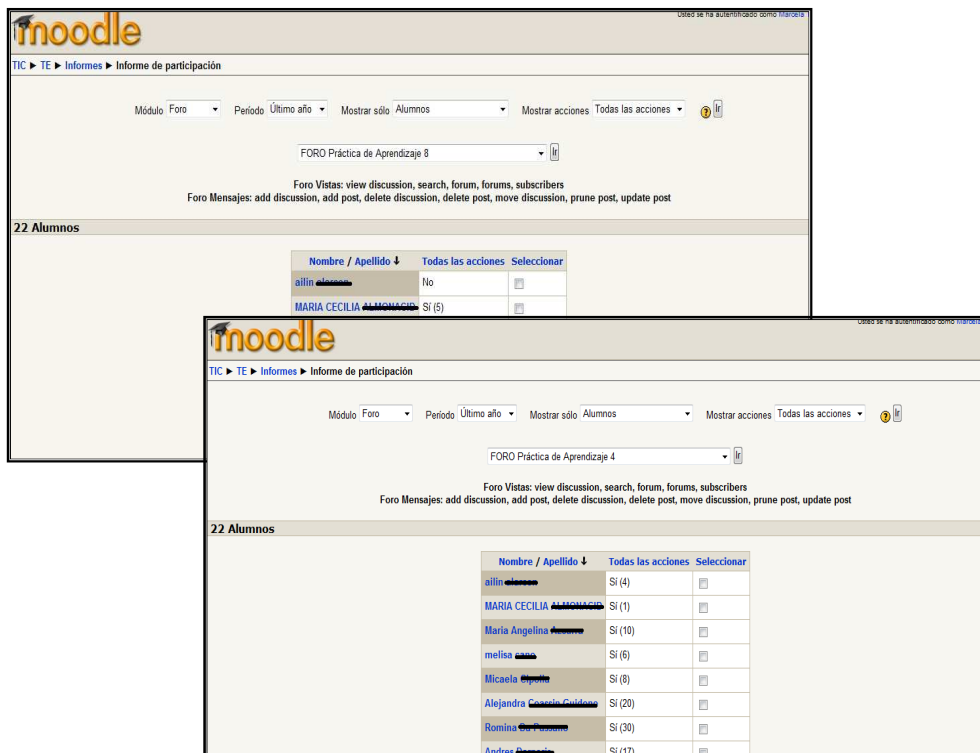 Usted se ha autentificado como Marcela
moodle
TIC ► TE ► Informes ► Informe de participación
Módulo Foro Período Último año Mostrar sólo Alumnos Mostrar acciones Todas las acciones ? Ir
FORO Práctica de Aprendizaje 8 Ir
Foro Vistas: view discussion, search, forum, forums, subscribers
Foro Mensajes: add discussion, add post, delete discussion, delete post, move discussion, prune post, update post
22 Alumnos
Nombre / Apellido ↓ Todas las acciones Seleccionar
ailin No
MARIA CECILIA Sí (5)
Usted se ha autentificado como Marcela
moodle
TIC ► TE ► Informes ► Informe de participación
Módulo Foro Período Último año Mostrar sólo Alumnos Mostrar acciones Todas las acciones ? Ir
FORO Práctica de Aprendizaje 4 Ir
Foro Vistas: view discussion, search, forum, forums, subscribers
Foro Mensajes: add discussion, add post, delete discussion, delete post, move discussion, prune post, update post
22 Alumnos
Nombre / Apellido ↓ Todas las acciones Seleccionar
ailin Sí (4)
MARIA CECILIA Sí (1)
Maria Angelina Sí (10)
melisa Sí (6)
Micaela Sí (8)
Alejandra Sí (20)
Romina Sí (30)
Andres Sí (17)